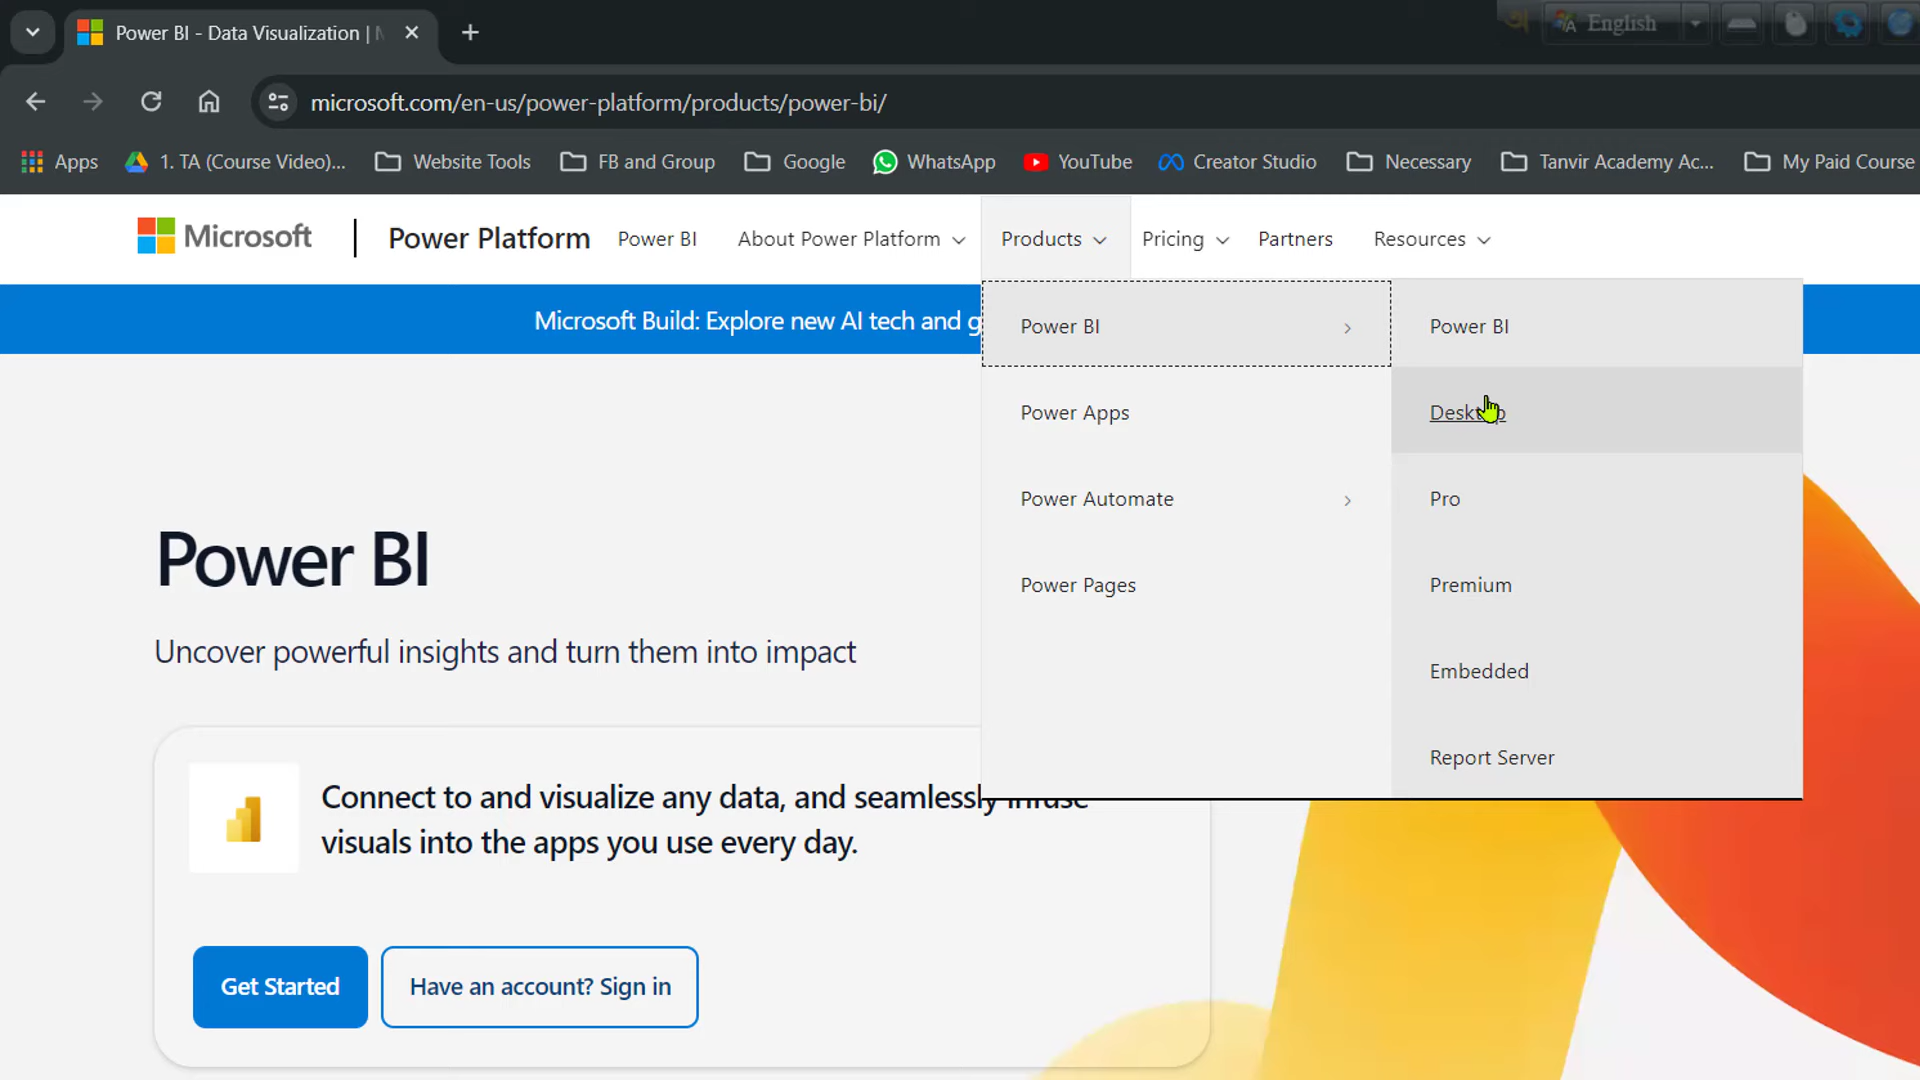 Power BI - Data Visualization |
English
microsoft.com/en-us/power-platform/products/power-bi/
Apps
1. TA (Course Video)...
Website Tools
FB and Group
Google
WhatsApp
YouTube
Creator Studio
Necessary
Tanvir Academy Ac...
My Paid Course
Microsoft
Power Platform
Power BI
About Power Platform
Products
Pricing
Partners
Resources
Microsoft Build: Explore new AI tech and g
Power BI
Power Apps
Power Automate
Power Pages
Power BI
Desktop
Pro
Premium
Embedded
Report Server
Power BI
Uncover powerful insights and turn them into impact
Connect to and visualize any data, and seamlessly infuse
visuals into the apps you use every day.
Get Started
Have an account? Sign in